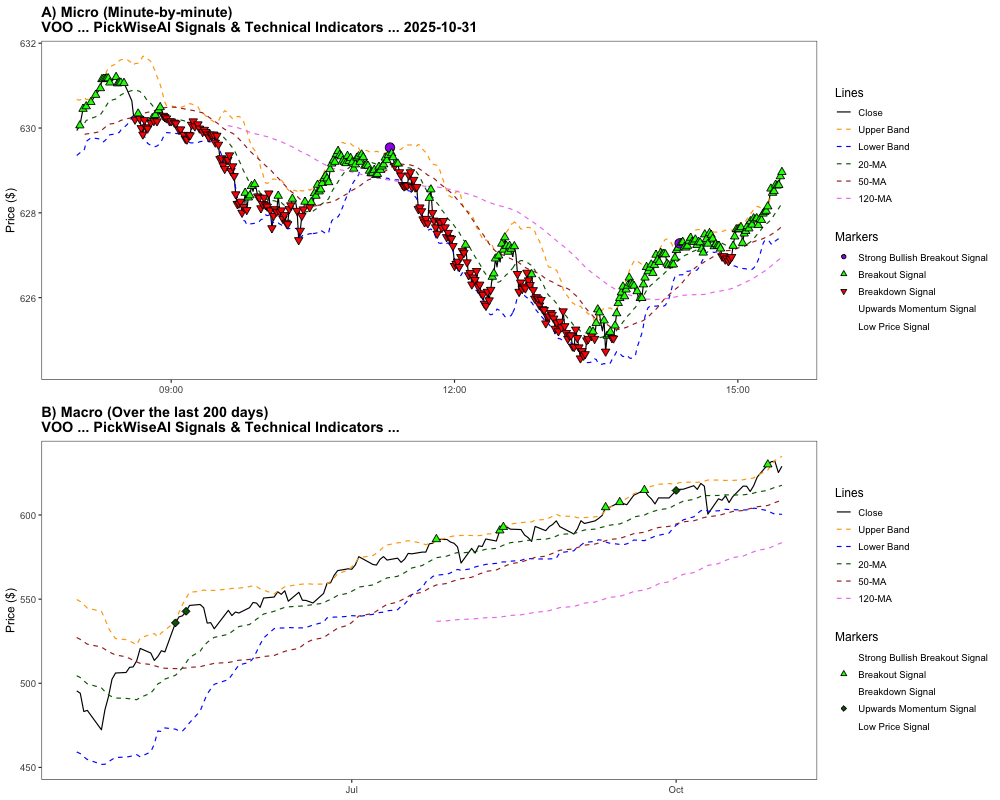 A) Micro (Minute-by-minute)
VOO ... PickWiseAI Signals & Technical Indicators ... 2025-10-31
632
630
628
626
Price ($)
09:00
12:00
15:00
Lines
Close
Upper Band
Lower Band
20-MA
50-MA
120-MA
Markers
Strong Bullish Breakout Signal
Breakout Signal
Breakdown Signal
Upwards Momentum Signal
Low Price Signal
B) Macro (Over the last 200 days)
VOO ... PickWiseAI Signals & Technical Indicators ...
600
550
500
450
Price ($)
Jul
Oct
Lines
Close
Upper Band
Lower Band
20-MA
50-MA
120-MA
Markers
Strong Bullish Breakout Signal
Breakout Signal
Breakdown Signal
Upwards Momentum Signal
Low Price Signal